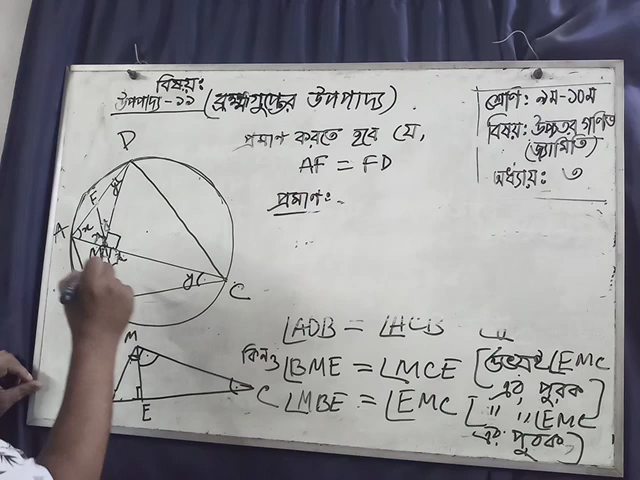 বিষয়ঃ
উপপাদ্য-১১ (ব্রহ্মগুপ্তের উপপাদ্য)
শ্রেণি: ৯ম-১০ম
বিষয়: উচ্চতর গণিত
(জ্যামিতি)
অধ্যায়: ৩
প্রমাণ করতে হবে যে,
AF = FD
প্রমাণঃ
D
F
y
A
x
M
x
y
C
M
E
C
∠ADB = ∠ACB
কিন্তু ∠BME = ∠MCE [উভয়ই ∠EMC
এর পূরক]
∠MBE = ∠EMC [" " ∠EMC
এর পূরক]